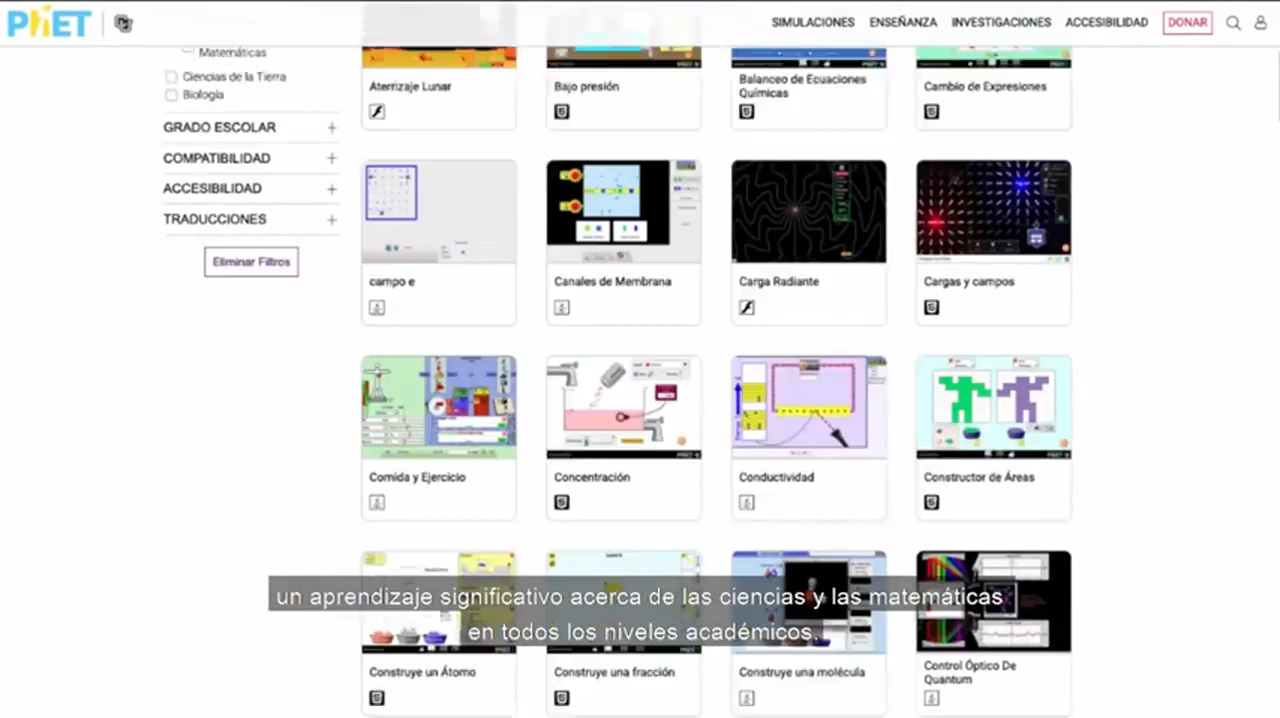 PhET
SIMULACIONES ENSEÑANZA INVESTIGACIONES ACCESIBILIDAD DONAR
Matemáticas
Ciencias de la Tierra
Biología
GRADO ESCOLAR
COMPATIBILIDAD
ACCESIBILIDAD
TRADUCCIONES
Eliminar Filtros
Aterrizaje Lunar
Bajo presión
Balanceo de Ecuaciones
Químicas
Cambio de Expresiones
campo e
Canales de Membrana
Carga Radiante
Cargas y campos
Comida y Ejercicio
Concentración
Conductividad
Constructor de Áreas
Construye un Átomo
Construye una fracción
Construye una molécula
Control Óptico De
Quantum
un aprendizaje significativo acerca de las ciencias y las matemáticas
en todos los niveles académicos.